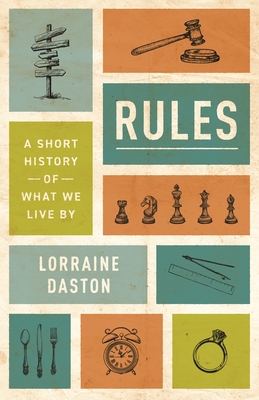 RULES
A SHORT
HISTORY
OF
WHAT WE
LIVE BY
LORRAINE
DASTON